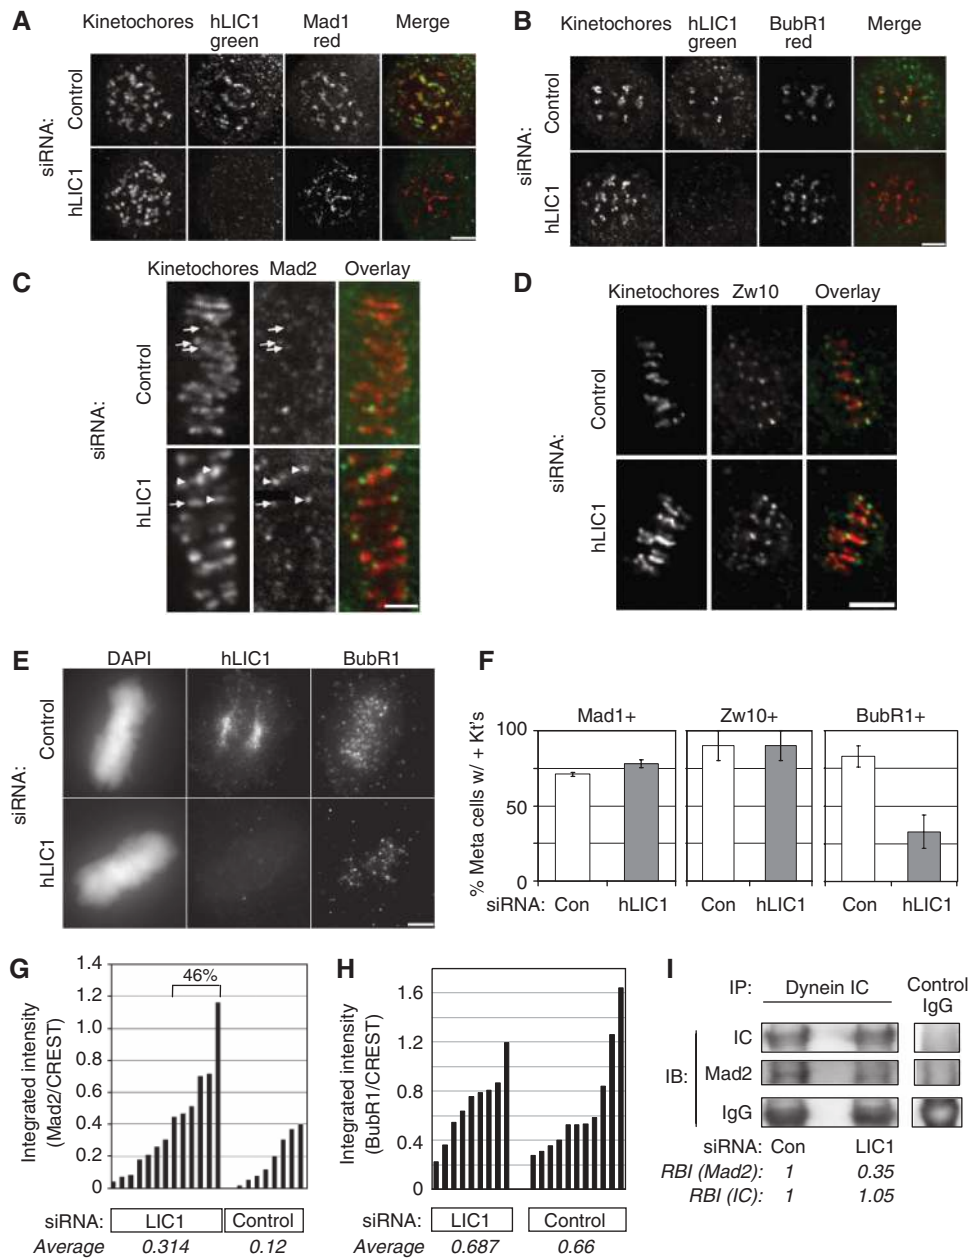 A
Kinetochores hLIC1 green Mad1 red Merge
siRNA:
Control
hLIC1
B
Kinetochores hLIC1 green BubR1 red Merge
siRNA:
Control
hLIC1
C
Kinetochores Mad2 Overlay
siRNA:
Control
hLIC1
D
Kinetochores Zw10 Overlay
siRNA:
Control
hLIC1
E
DAPI hLIC1 BubR1
siRNA:
Control
hLIC1
F
Mad1+ Zw10+ BubR1+
% Meta cells w/ + Kt's
100
50
0
siRNA: Con hLIC1 Con hLIC1 Con hLIC1
G
Integrated intensity
(Mad2/CREST)
1.4
1.2
1.0
0.8
0.6
0.4
0.2
0
46%
siRNA: LIC1 Control
Average 0.314 0.12
H
Integrated intensity
(BubR1/CREST)
1.6
1.2
0.8
0.4
0
siRNA: LIC1 Control
Average 0.687 0.66
I
IP: Dynein IC Control IgG
IB:
IC
Mad2
IgG
siRNA: Con LIC1
RBI (Mad2): 1 0.35
RBI (IC): 1 1.05